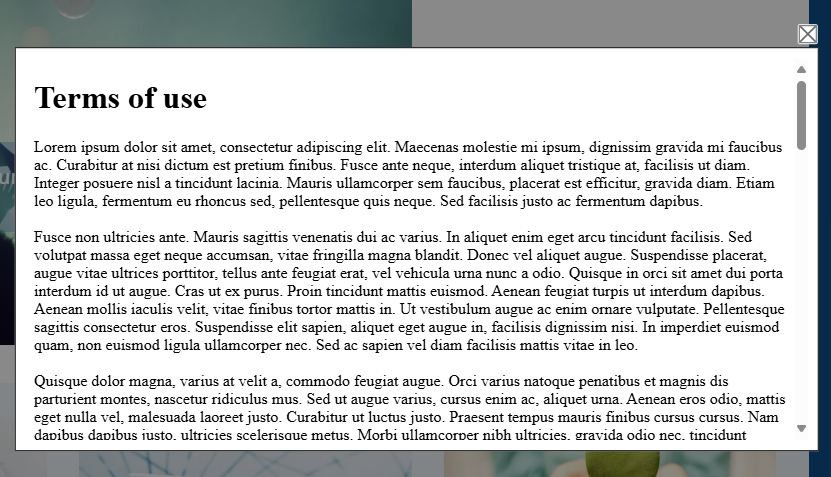 Terms of use
Lorem ipsum dolor sit amet, consectetur adipiscing elit. Maecenas molestie mi ipsum, dignissim gravida mi faucibus
ac. Curabitur at nisi dictum est pretium finibus. Fusce ante neque, interdum aliquet tristique at, facilisis ut diam.
Integer posuere nisl a tincidunt lacinia. Mauris ullamcorper sem faucibus, placerat est efficitur, gravida diam. Etiam
leo ligula, fermentum eu rhoncus sed, pellentesque quis neque. Sed facilisis justo ac fermentum dapibus.
Fusce non ultricies ante. Mauris sagittis venenatis dui ac varius. In aliquet enim eget arcu tincidunt facilisis. Sed
volutpat massa eget neque accumsan, vitae fringilla magna blandit. Donec vel aliquet augue. Suspendisse placerat,
augue vitae ultrices porttitor, tellus ante feugiat erat, vel vehicula urna nunc a odio. Quisque in orci sit amet dui porta
interdum id ut augue. Cras ut ex purus. Proin tincidunt mattis euismod. Aenean feugiat turpis ut interdum dapibus.
Aenean mollis iaculis velit, vitae finibus tortor mattis in. Ut vestibulum augue ac enim ornare vulputate. Pellentesque
sagittis consectetur eros. Suspendisse elit sapien, aliquet eget augue in, facilisis dignissim nisi. In imperdiet euismod
quam, non euismod ligula ullamcorper nec. Sed ac sapien vel diam facilisis mattis vitae in leo.
Quisque dolor magna, varius at velit a, commodo feugiat augue. Orci varius natoque penatibus et magnis dis
parturient montes, nascetur ridiculus mus. Sed ut augue varius, cursus enim ac, aliquet urna. Aenean eros odio, mattis
eget nulla vel, malesuada laoreet justo. Curabitur ut luctus justo. Praesent tempus mauris finibus cursus cursus. Nam
dapibus dapibus justo, ultricies scelerisque metus. Morbi ullamcorper nibh ultricies, gravida odio nec, tincidunt